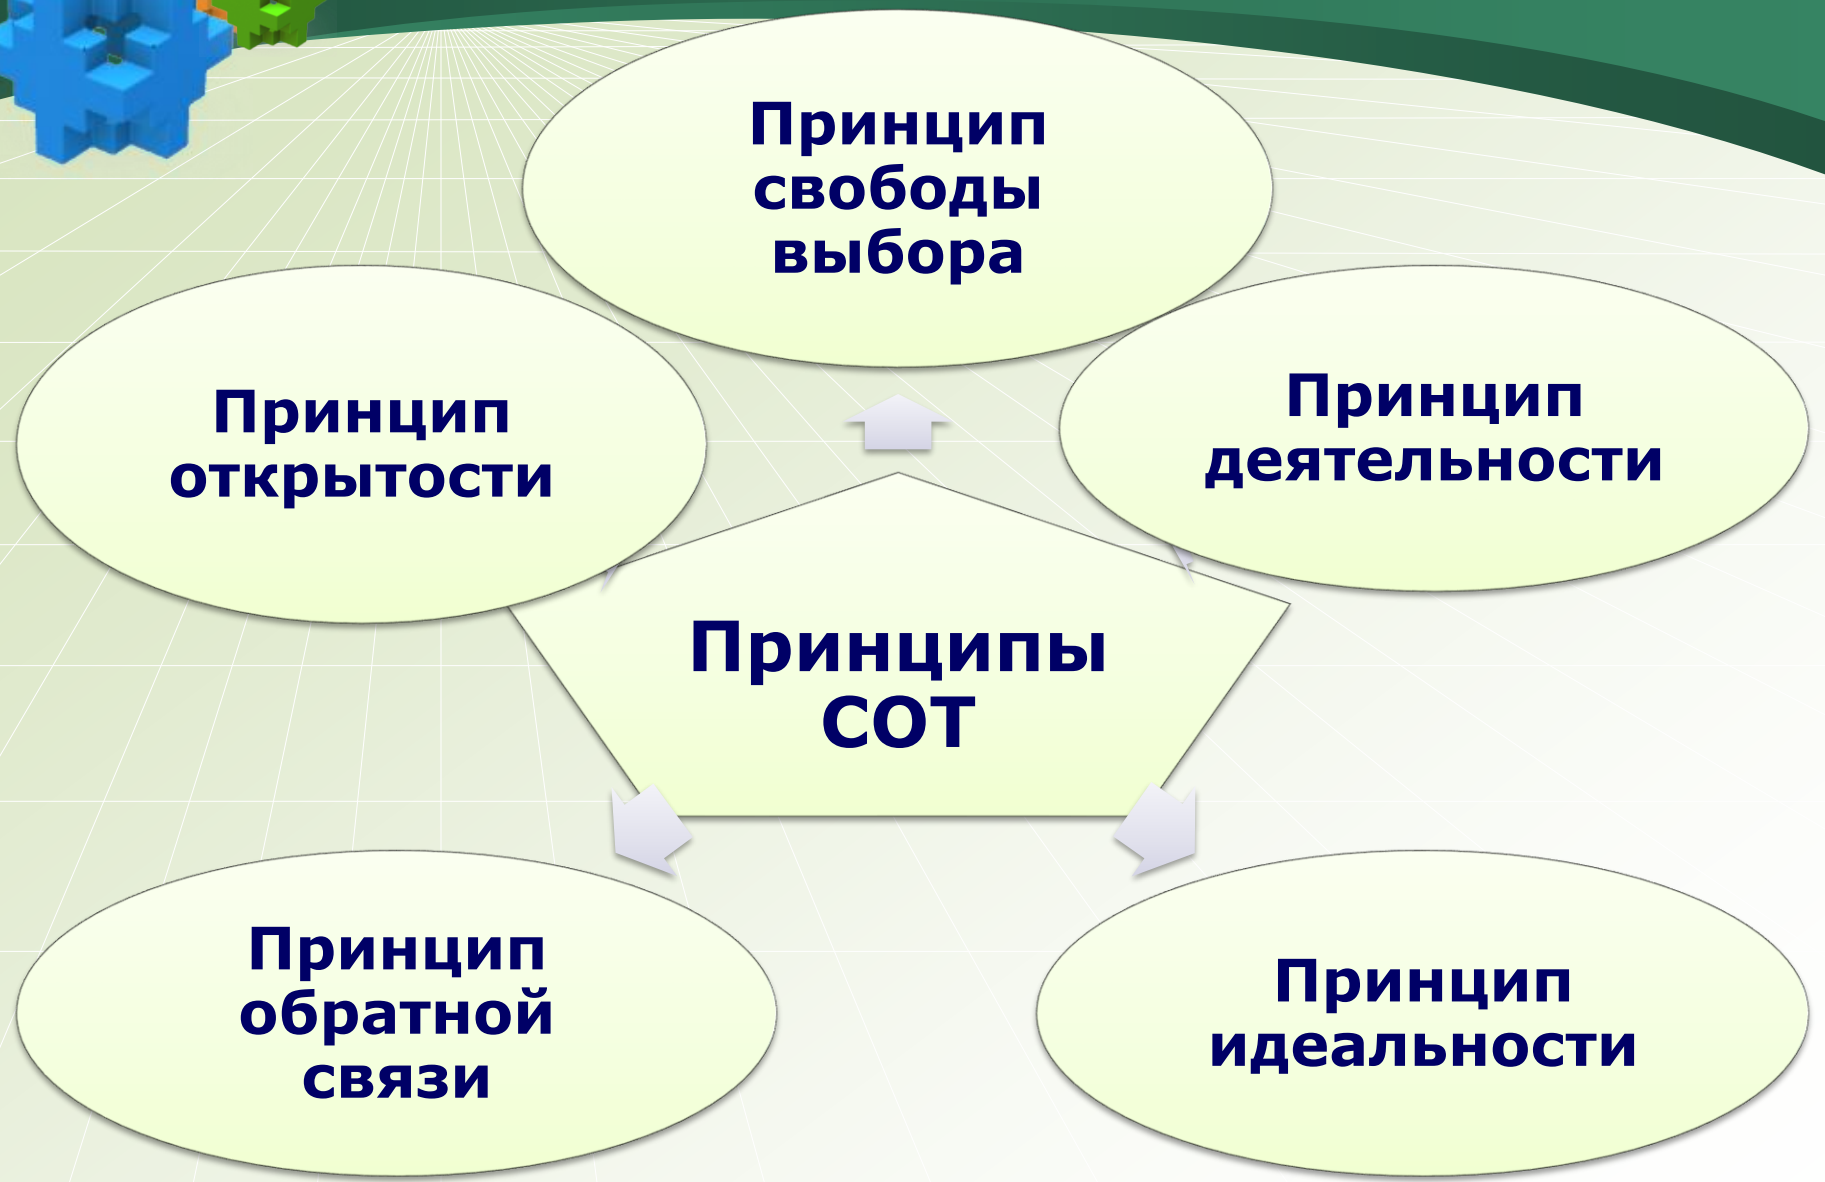 Принцип
свободы
выбора
Принцип
открытости
Принцип
деятельности
Принципы
СОТ
Принцип
обратной
связи
Принцип
идеальности